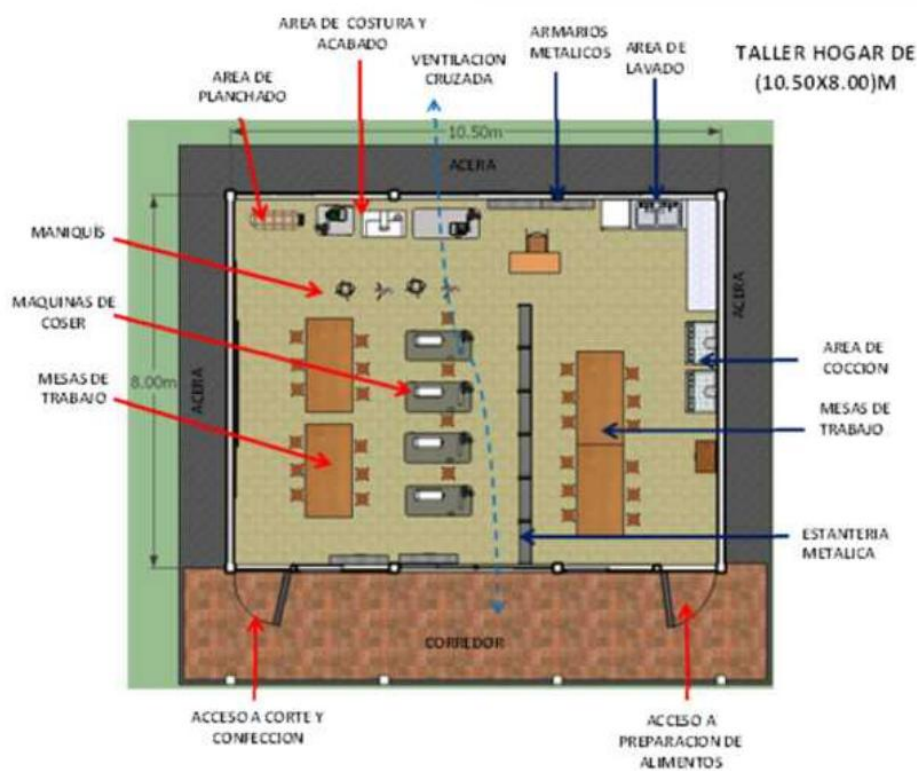 AREA DE COSTURA Y
ACABADO
VENTILACIÓN
CRUZADA
ARMARIOS
METALICOS
AREA DE
LAVADO
TALLER HOGAR DE
(10.50X8.00)M
AREA DE
PLANCHADO
10.50m
ACERA
MANIQUÍS
MAQUINAS DE
COSER
MESAS DE
TRABAJO
8.00m
ACERA
ACERA
AREA DE
COCCION
MESAS DE
TRABAJO
ESTANTERIA
METALICA
CORREDOR
ACCESO A CORTE Y
CONFECCION
ACCESO A
PREPARACION DE
ALIMENTOS